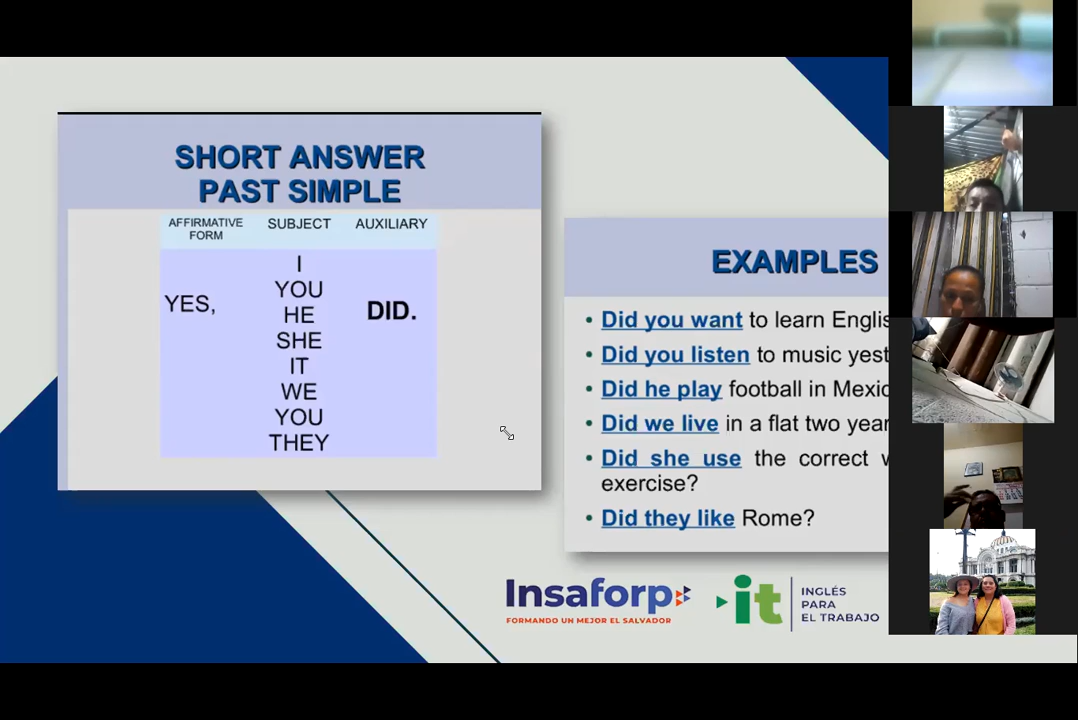 SHORT ANSWER
PAST SIMPLE
AFFIRMATIVE
FORM
SUBJECT
AUXILIARY
YES,
I
YOU
HE
SHE
IT
WE
YOU
THEY
DID.
EXAMPLES
• Did you want to learn Englis
• Did you listen to music yest
• Did he play football in Mexic
• Did we live in a flat two year
• Did she use the correct
exercise?
• Did they like Rome?
Insaforp
FORMANDO UN MEJOR EL SALVADOR
it
INGLÉS
PARA
EL TRABAJO